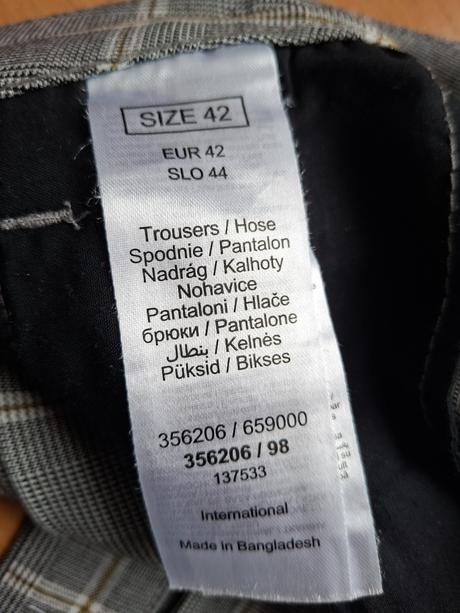 SIZE 42
EUR 42
SLO 44
Trousers / Hose
Spodnie / Pantalon
Nadrág / Kalhoty
Nohavice
Pantaloni / Hlače
брюки / Pantalone
بنطال / Kelnės
Püksid / Bikses
356206 / 659000
356206 / 98
137533
International
Made in Bangladesh